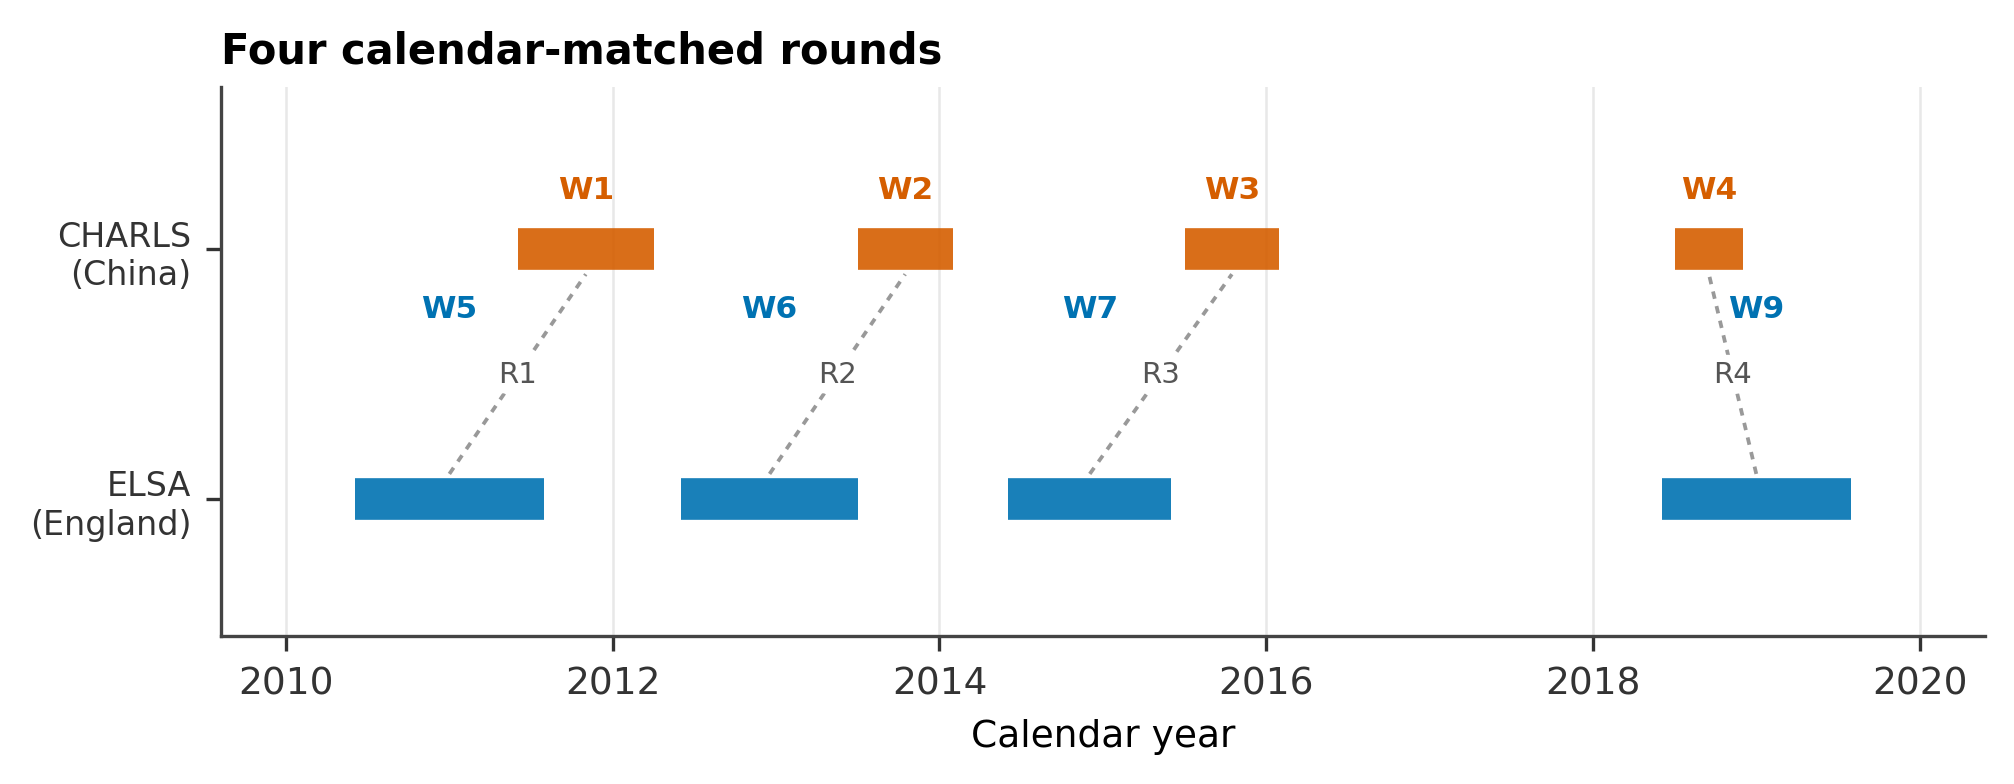 Four calendar-matched rounds
W1 W2 W3 W4
CHARLS
(China)
W5 W6 W7 W9
R1 R2 R3 R4
ELSA
(England)
2010 2012 2014 2016 2018 2020
Calendar year